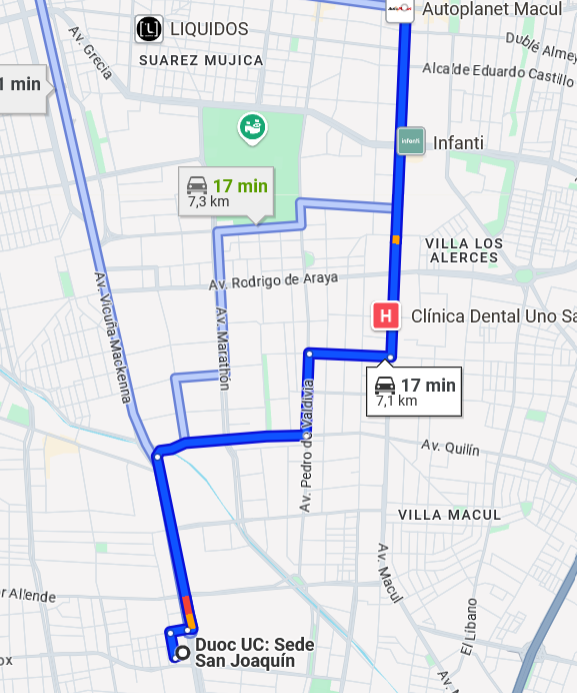 Autoplanet Macul
LIQUIDOS
Av. Grecia
SUAREZ MUJICA
Dublé Almey
Alcalde Eduardo Castillo
1 min
infanti
Infanti
17 min
7,3 km
VILLA LOS
ALERCES
Av. Rodrigo de Araya
Av. Vicuña Mackenna
Av. Marathón
Clínica Dental Uno Sa
17 min
7,1 km
Av. Pedro de Valdivia
Av. Quilín
VILLA MACUL
Av. Macul
r Allende
El Líbano
Duoc UC: Sede
San Joaquín
ox
Av.